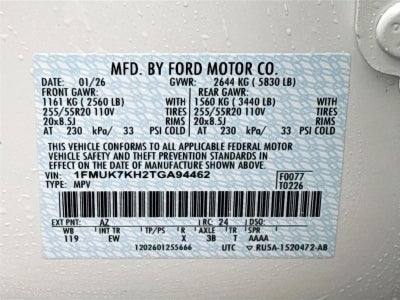 MFD. BY FORD MOTOR CO.
DATE: 01/26 GVWR: 2644 KG ( 5830 LB)
FRONT GAWR: REAR GAWR:
1161 KG ( 2560 LB) WITH 1560 KG ( 3440 LB) WITH
255/55R20 110V TIRES 255/55R20 110V TIRES
20x8.5J RIMS 20x8.5J RIMS
AT 230 kPa/ 33 PSI COLD AT 230 kPa/ 33 PSI COLD
THIS VEHICLE CONFORMS TO ALL APPLICABLE FEDERAL MOTOR
VEHICLE SAFETY AND THEFT PREVENTION STANDARDS IN EFFECT
ON THE DATE OF MANUFACTURE SHOWN ABOVE.
VIN: 1FMUK7KH2TGA94462 F0077
TYPE: MPV T0226
EXT PNT: AZ RC: 24 DSO:
WB INT TR TP/PS R AXLE TR SPR
119 EW X 3B T AAAA
1202601255666 UTC RU5A-1520472-AB